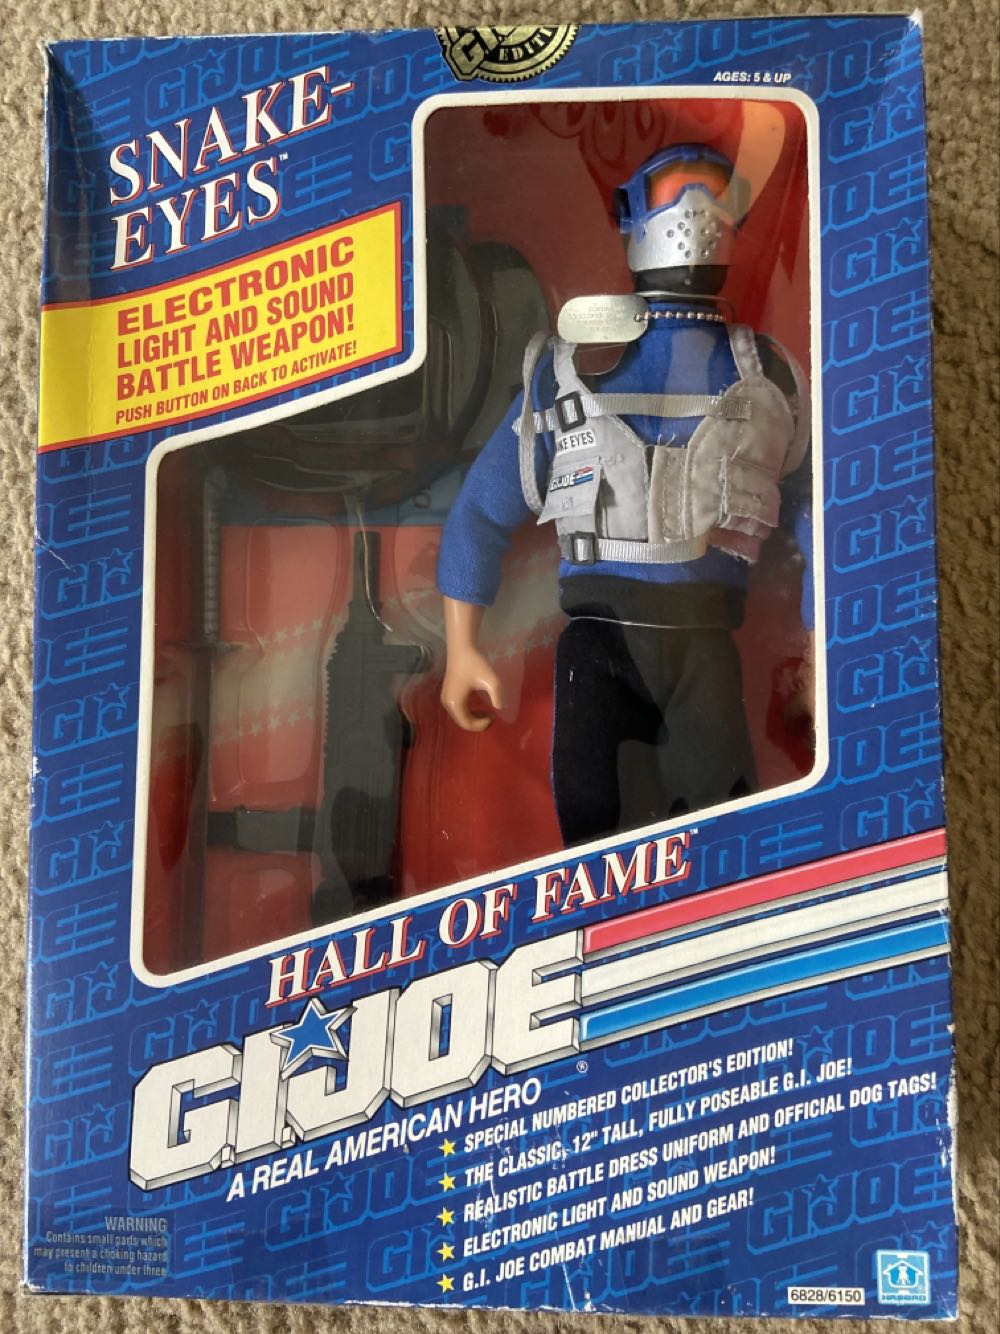 EDITI
AGES: 5 & UP
SNAKE-
EYES™
ELECTRONIC
LIGHT AND SOUND
BATTLE WEAPON!
PUSH BUTTON ON BACK TO ACTIVATE!
KE EYES
G.I.JOE
HALL OF FAME™
G.I.JOE®
A REAL AMERICAN HERO
★ SPECIAL NUMBERED COLLECTOR'S EDITION!
★ THE CLASSIC, 12" TALL, FULLY POSEABLE G.I. JOE!
★ REALISTIC BATTLE DRESS UNIFORM AND OFFICIAL DOG TAGS!
★ ELECTRONIC LIGHT AND SOUND WEAPON!
★ G.I. JOE COMBAT MANUAL AND GEAR!
WARNING
Contains small parts which
may present a choking hazard
to children under three
6828/6150
HASBRO